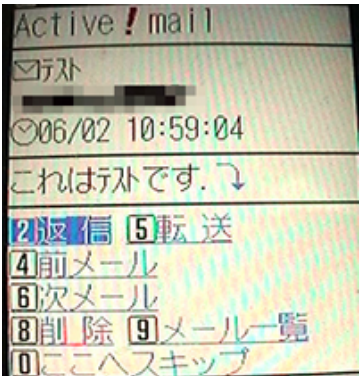 Active!mail
テスト
06/02 10:59:04
これはテストです.
2返信 5転送
4前メール
6次メール
8削除 9メール一覧
0ここへスキップ